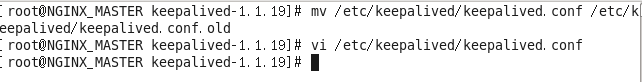 [ root@NGINX_MASTER keepalived-1.1.19]# mv /etc/keepalived/keepalived.conf /etc/k
eepalived/keepalived.conf.old
[ root@NGINX_MASTER keepalived-1.1.19]# vi /etc/keepalived/keepalived.conf
[ root@NGINX_MASTER keepalived-1.1.19]#